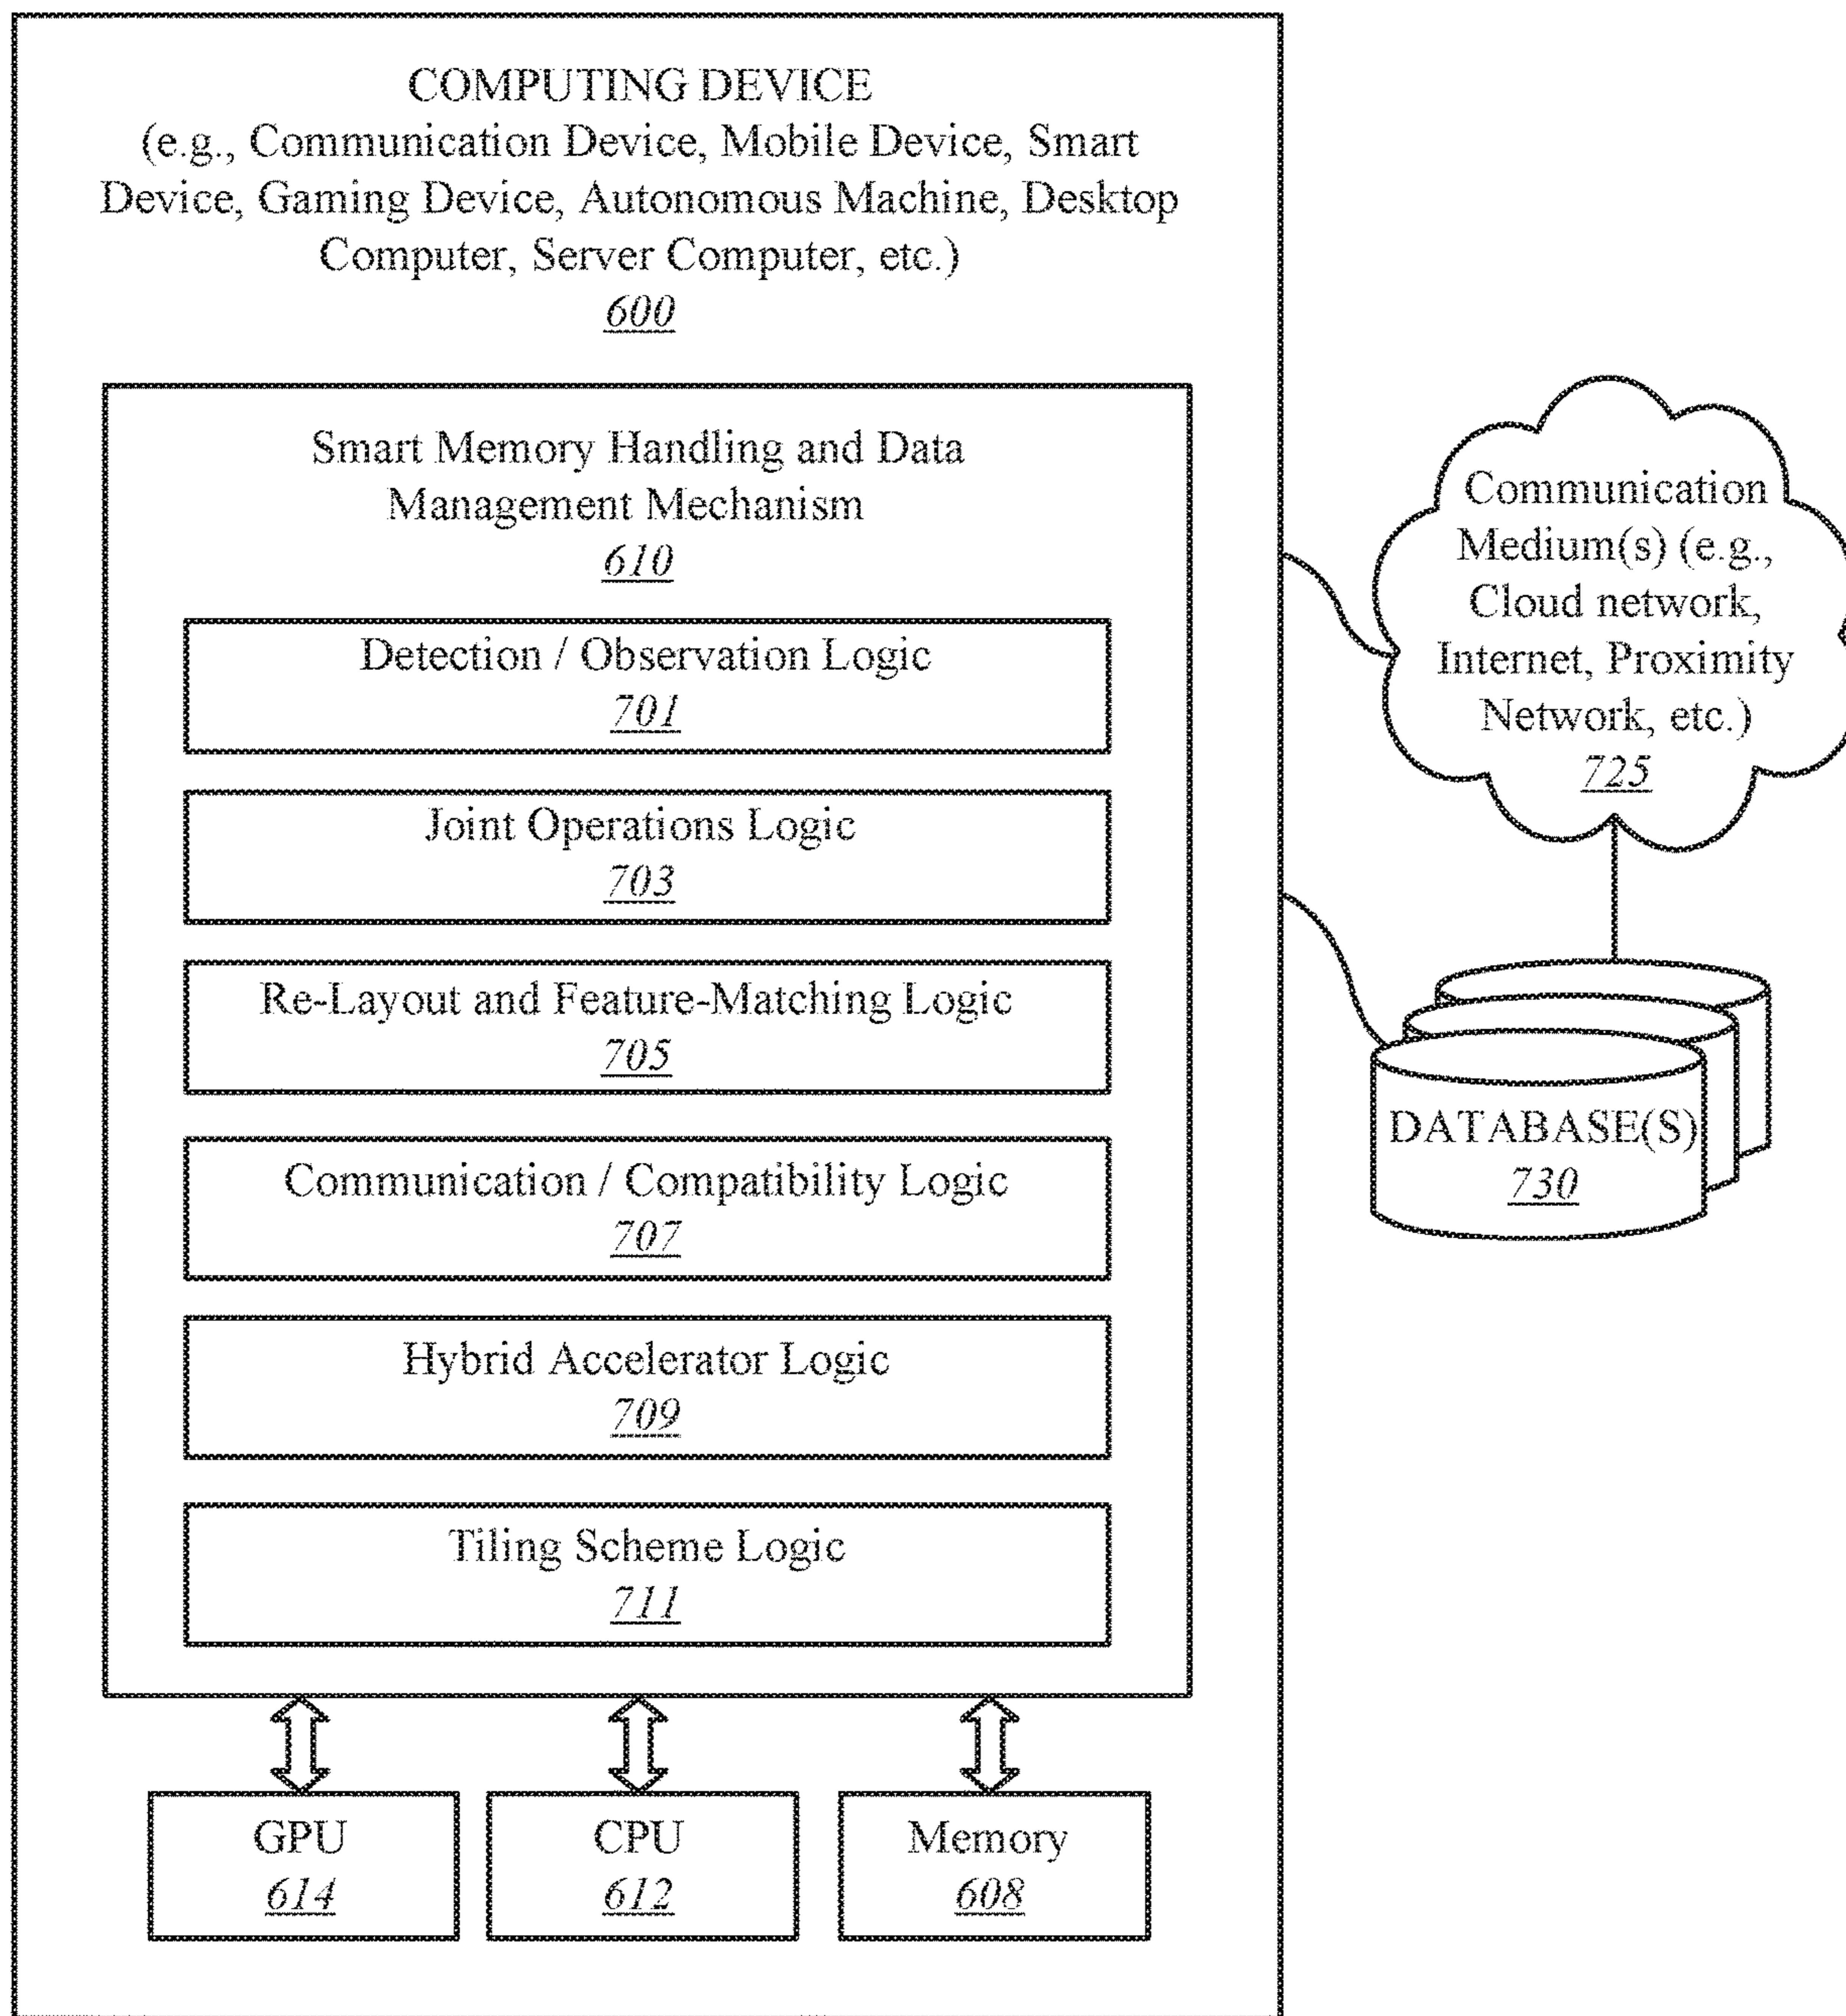 COMPUTING DEVICE
(e.g., Communication Device, Mobile Device, Smart
Device, Gaming Device, Autonomous Machine, Desktop
Computer, Server Computer, etc.)
600
Smart Memory Handling and Data
Management Mechanism
610
Detection / Observation Logic
701
Joint Operations Logic
703
Re-Layout and Feature-Matching Logic
705
Communication / Compatibility Logic
707
Hybrid Accelerator Logic
709
Tiling Scheme Logic
711
GPU
614
CPU
612
Memory
608
Communication
Medium(s) (e.g.,
Cloud network,
Internet, Proximity
Network, etc.)
725
DATABASE(S)
730